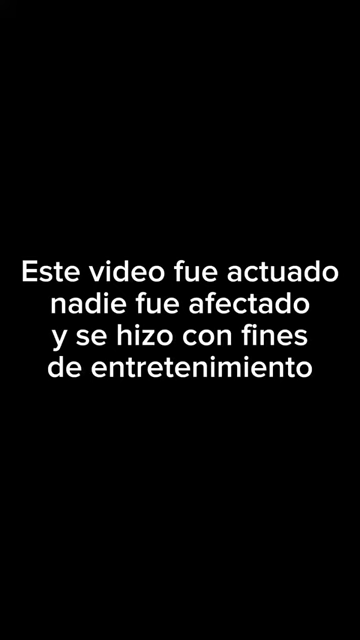 Este video fue actuado
nadie fue afectado
y se hizo con fines
de entretenimiento